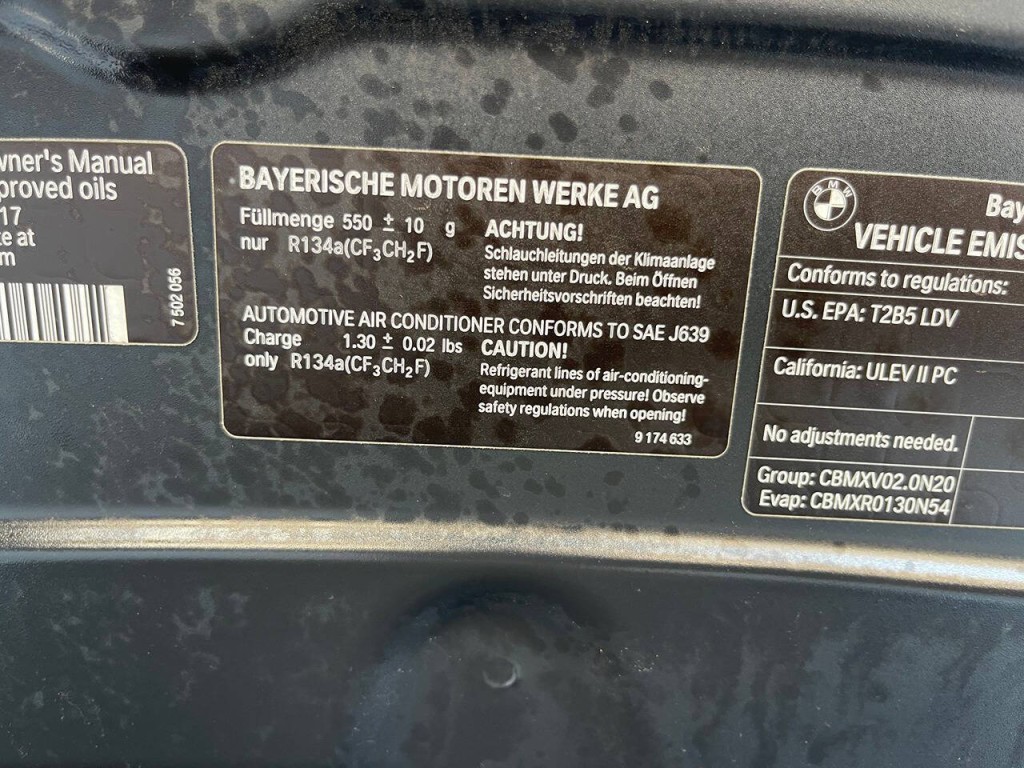 wner's Manual
proved oils
17
te at
m
7 502 056
BAYERISCHE MOTOREN WERKE AG
Füllmenge 550 ± 10 g
nur R134a(CF₃CH₂F)
ACHTUNG!
Schlauchleitungen der Klimaanlage
stehen unter Druck. Beim Öffnen
Sicherheitsvorschriften beachten!
AUTOMOTIVE AIR CONDITIONER CONFORMS TO SAE J639
Charge 1.30 ± 0.02 lbs
only R134a(CF₃CH₂F)
CAUTION!
Refrigerant lines of air-conditioning-
equipment under pressure! Observe
safety regulations when opening!
9 174 633
BMW
Bay
VEHICLE EMIS
Conforms to regulations:
U.S. EPA: T2B5 LDV
California: ULEV II PC
No adjustments needed.
Group: CBMXV02.0N20
Evap: CBMXR0130N54